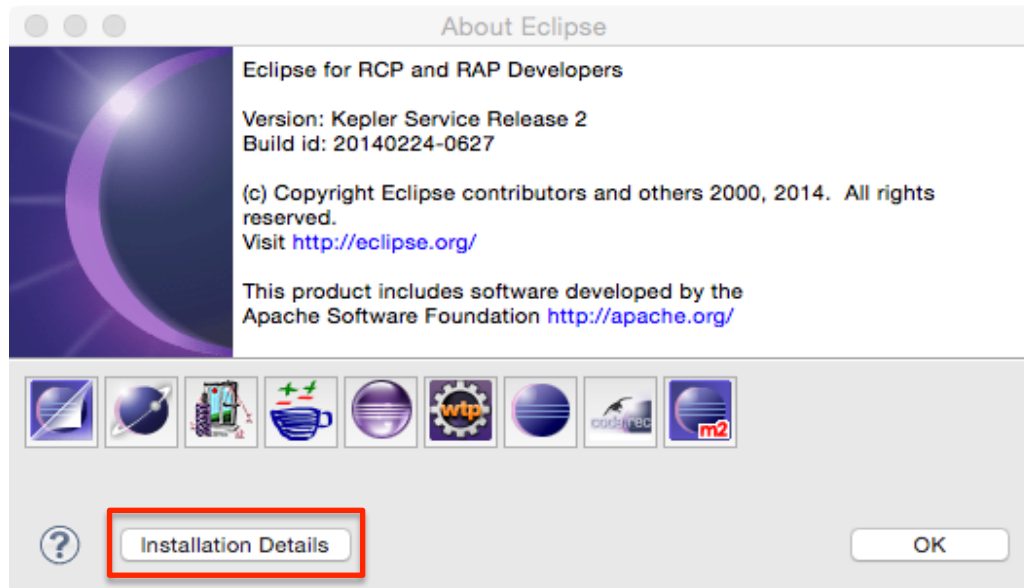 About Eclipse
Eclipse for RCP and RAP Developers
Version: Kepler Service Release 2
Build id: 20140224-0627
(c) Copyright Eclipse contributors and others 2000, 2014.  All rights
reserved.
Visit http://eclipse.org/
This product includes software developed by the
Apache Software Foundation http://apache.org/
wtp
m2
?
Installation Details
OK